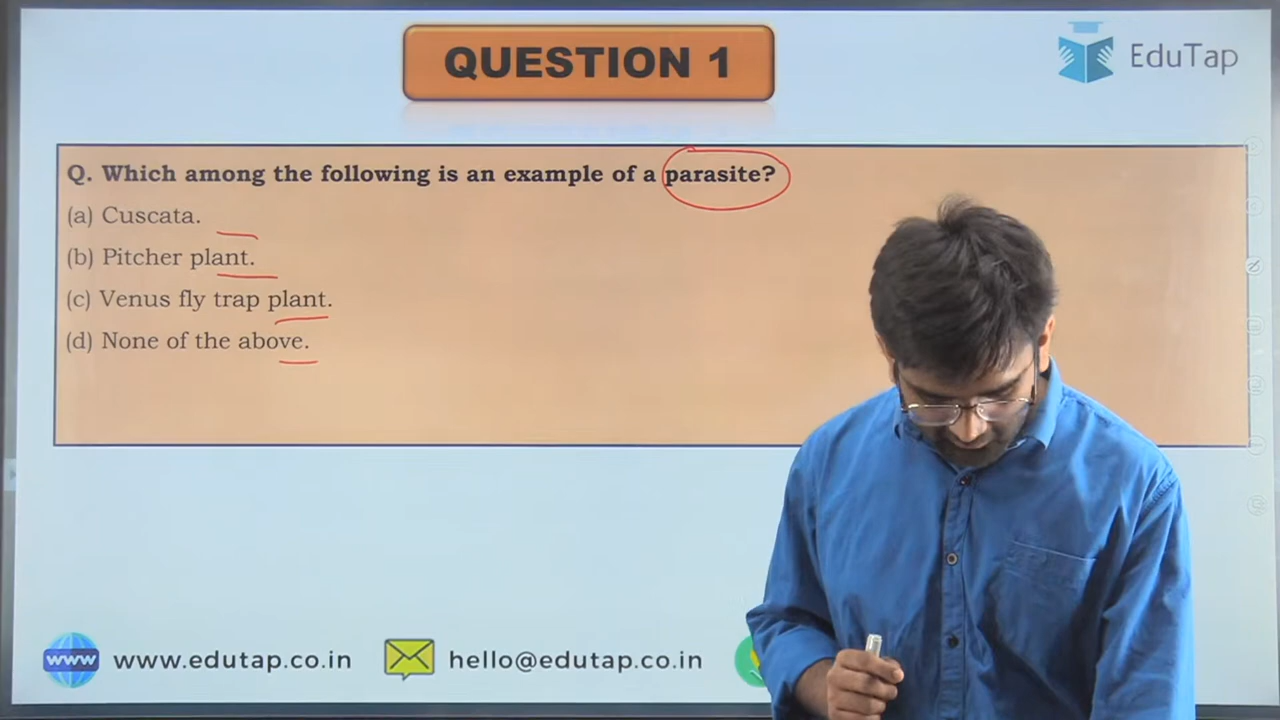 QUESTION 1
EduTap
Q. Which among the following is an example of a parasite?
(a) Cuscata.
(b) Pitcher plant.
(c) Venus fly trap plant.
(d) None of the above.
www
www.edutap.co.in
hello@edutap.co.in